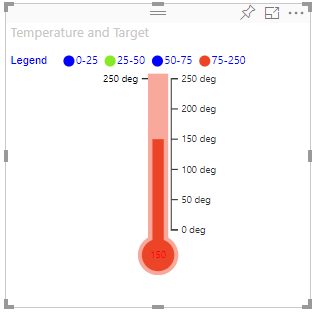 Temperature and Target
Legend 0-25 25-50 50-75 75-250
250 deg 250 deg
200 deg
150 deg
100 deg
50 deg
0 deg
150